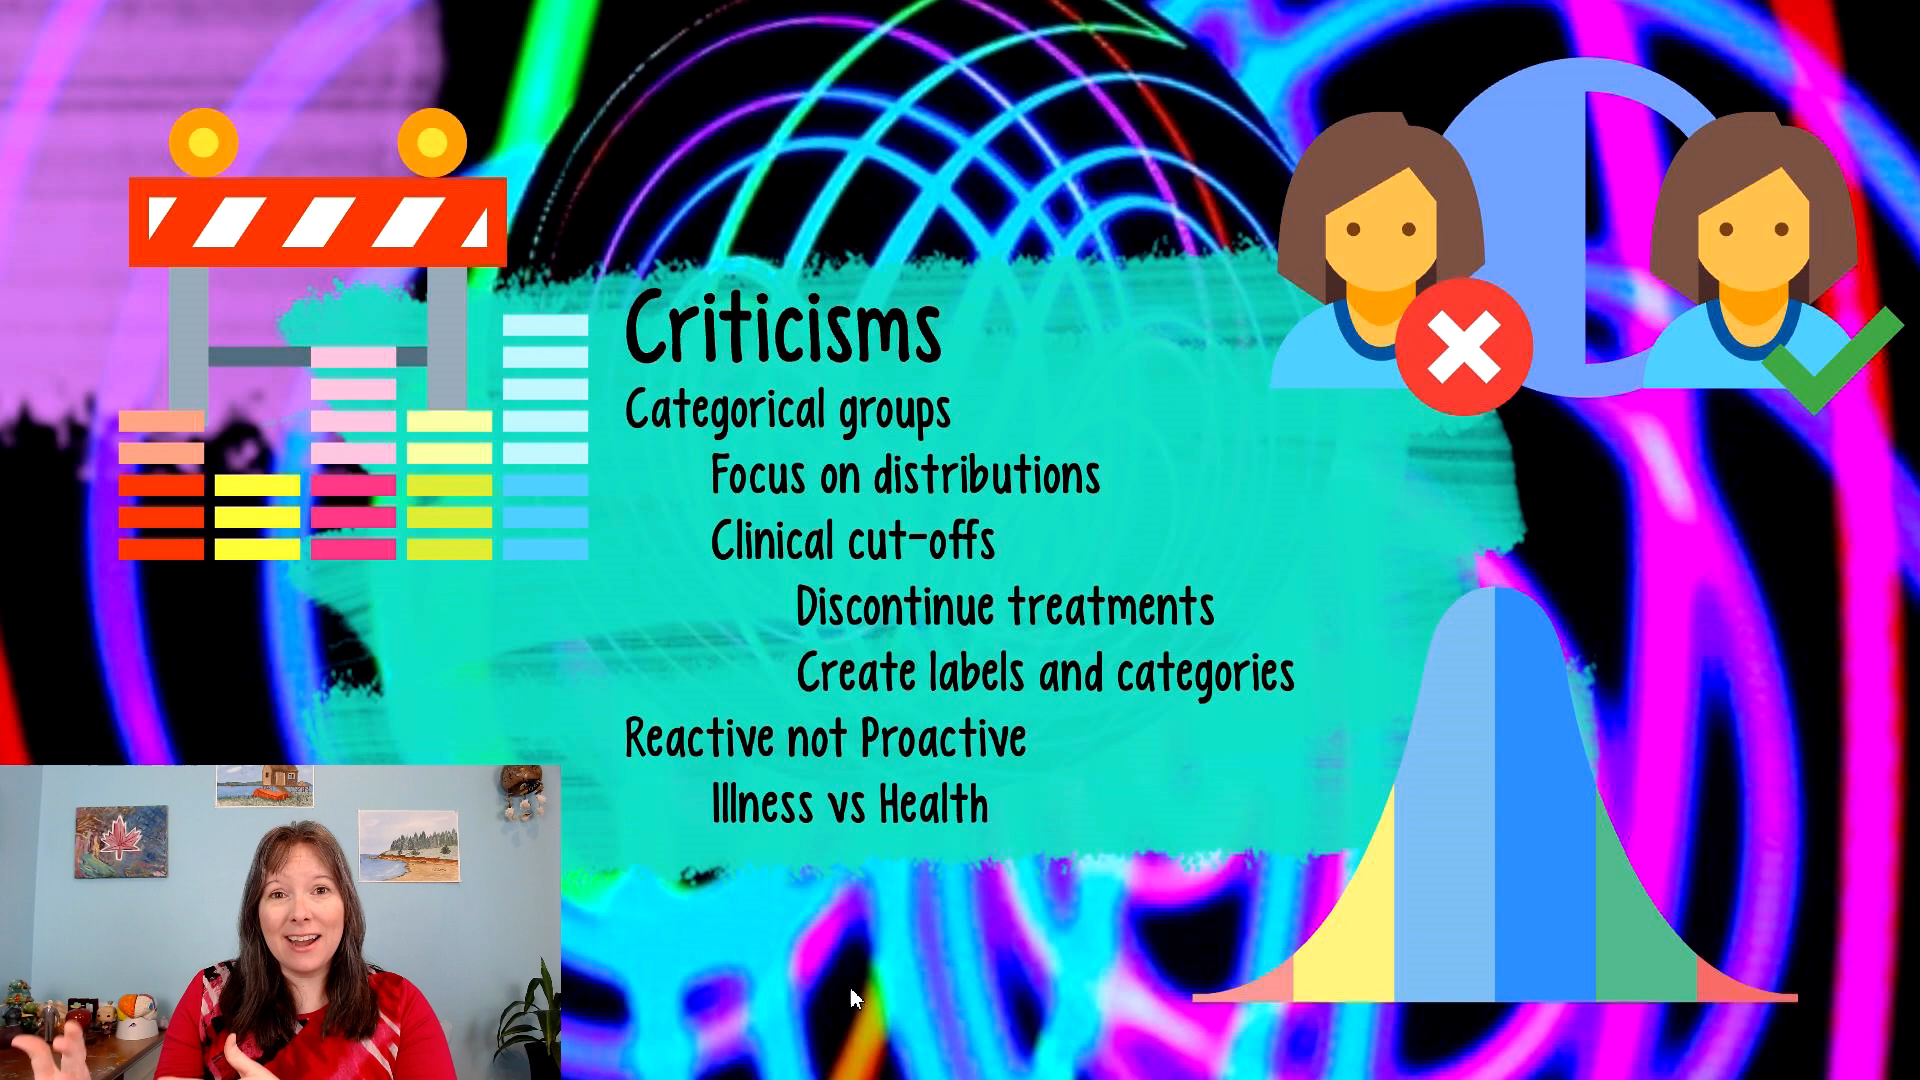 Criticisms
Categorical groups
Focus on distributions
Clinical cut-offs
Discontinue treatments
Create labels and categories
Reactive not Proactive
Illness vs Health